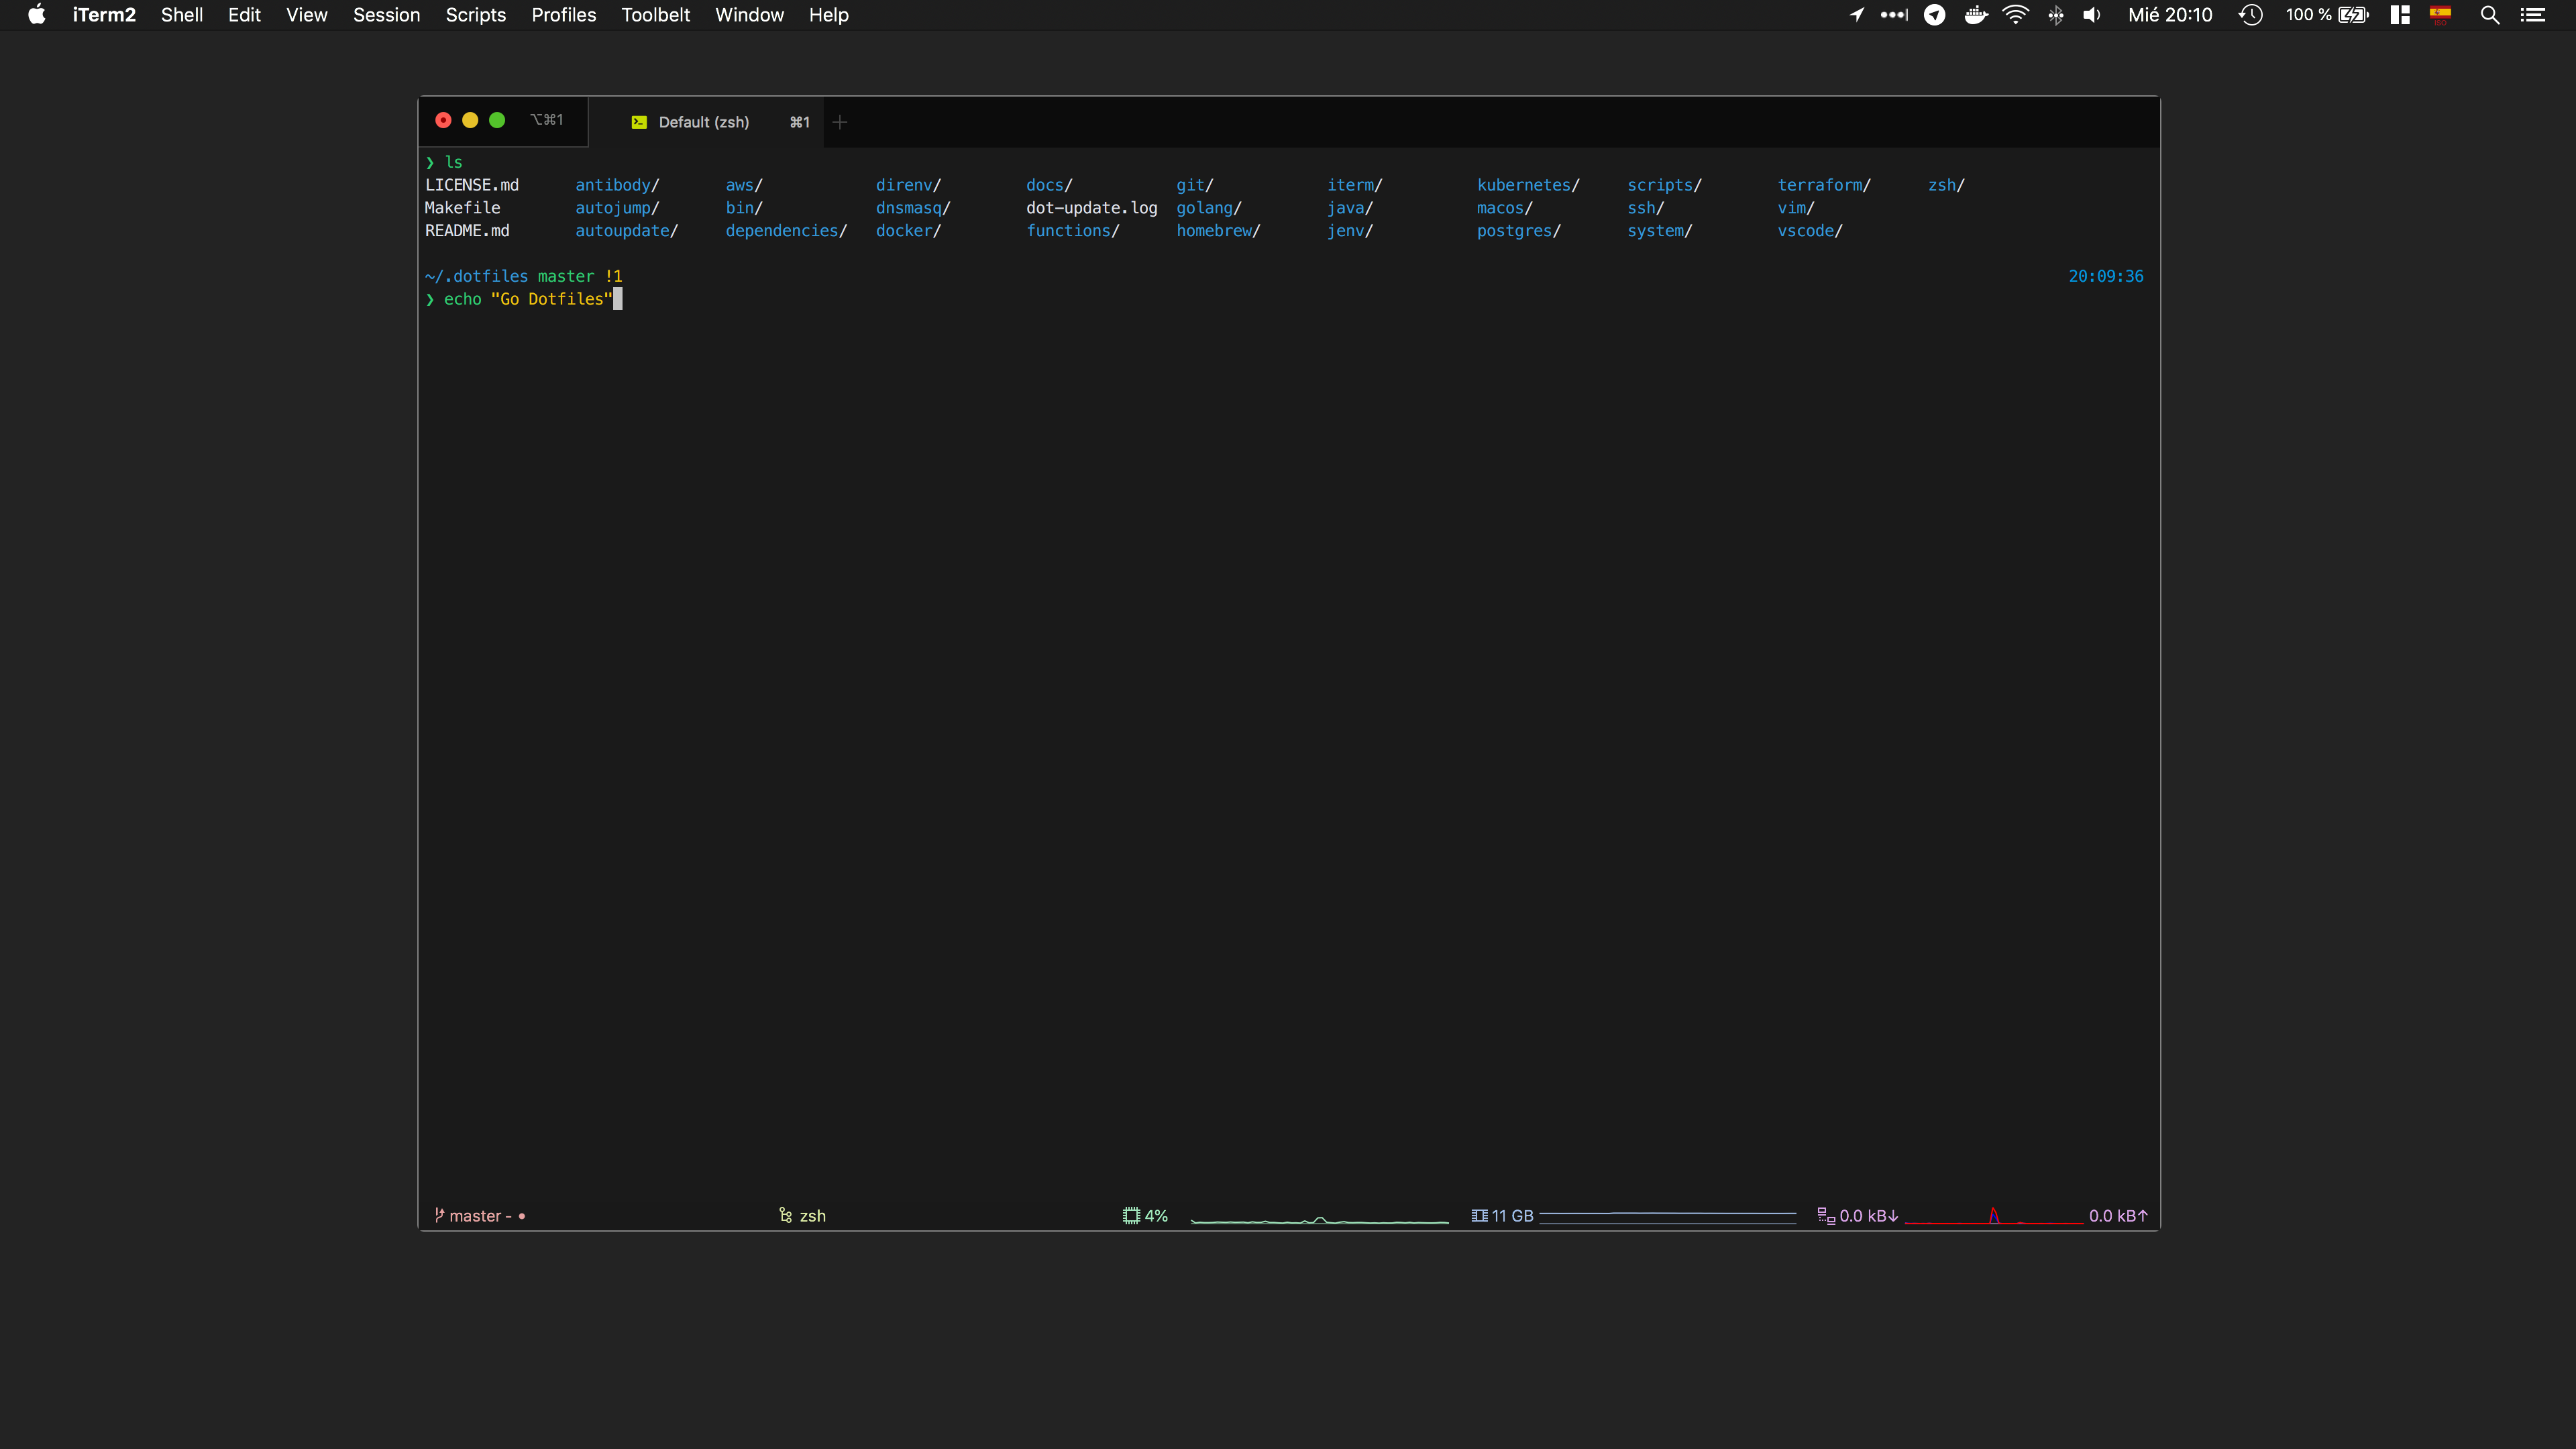 iTerm2 Shell Edit View Session Scripts Profiles Toolbelt Window Help Mié 20:10 100 %
⌥⌘1 Default (zsh) ⌘1 +
❯ ls
LICENSE.md antibody/ aws/ direnv/ docs/ git/ iterm/ kubernetes/ scripts/ terraform/ zsh/
Makefile autojump/ bin/ dnsmasq/ dot-update.log golang/ java/ macos/ ssh/ vim/
README.md autoupdate/ dependencies/ docker/ functions/ homebrew/ jenv/ postgres/ system/ vscode/
~/.dotfiles master !1 20:09:36
❯ echo "Go Dotfiles"
master - • zsh 4% 11 GB 0.0 kB↓ 0.0 kB↑